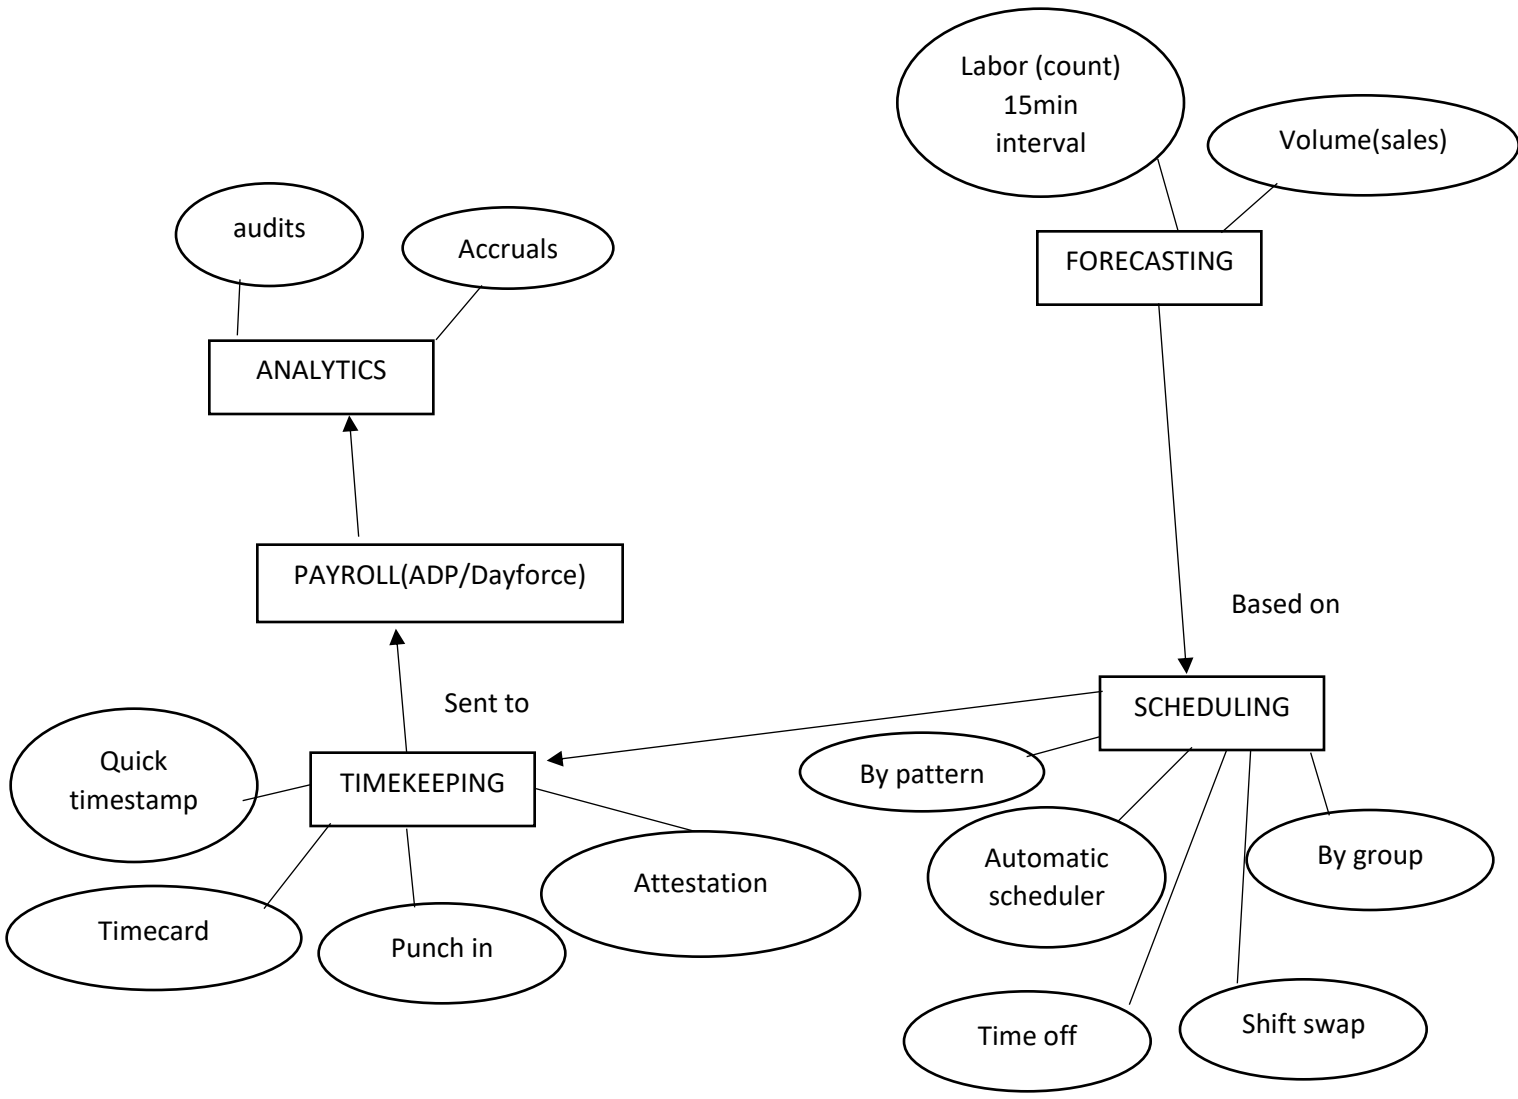 Labor (count)
15min
interval
Volume(sales)
audits
Accruals
FORECASTING
ANALYTICS
PAYROLL(ADP/Dayforce)
Based on
Sent to
SCHEDULING
Quick
timestamp
TIMEKEEPING
By pattern
Automatic
scheduler
By group
Attestation
Timecard
Punch in
Time off
Shift swap